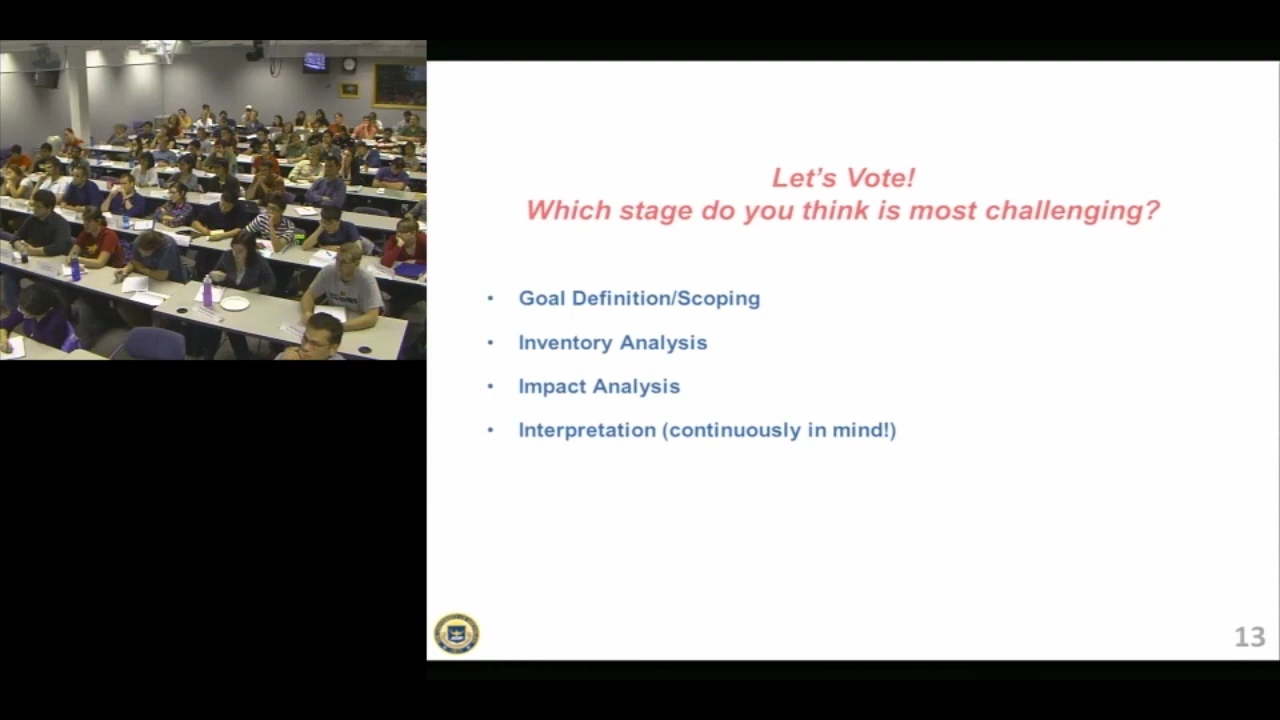 Let's Vote!
Which stage do you think is most challenging?
• Goal Definition/Scoping
• Inventory Analysis
• Impact Analysis
• Interpretation (continuously in mind!)
13